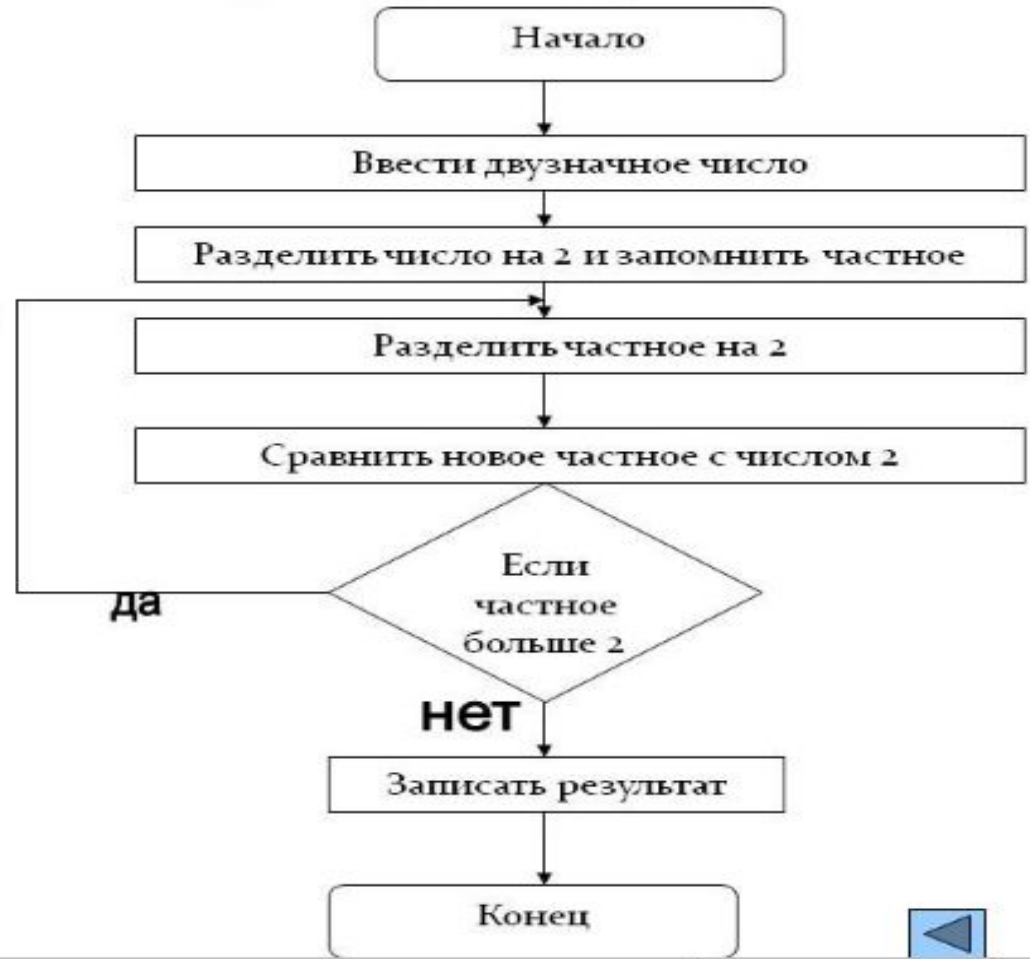 Начало
Ввести двузначное число
Разделить число на 2 и запомнить частное
Разделить частное на 2
Сравнить новое частное с числом 2
Если
частное
больше 2
да
нет
Записать результат
Конец